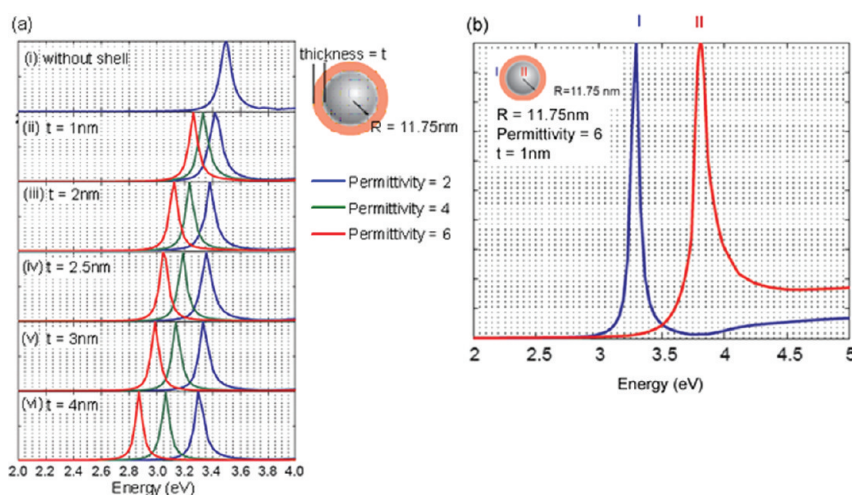 (a)
(i) without shell
thickness = t
R = 11.75nm
(ii) t = 1nm
(iii) t = 2nm
(iv) t = 2.5nm
(v) t = 3nm
(vi) t = 4nm
Permittivity = 2
Permittivity = 4
Permittivity = 6
2.0 2.2 2.4 2.6 2.8 3.0 3.2 3.4 3.6 3.8 4.0
Energy (eV)
(b)
I II
I II
R=11.75 nm
R = 11.75nm
Permittivity = 6
t = 1nm
2 2.5 3 3.5 4 4.5 5
Energy (eV)